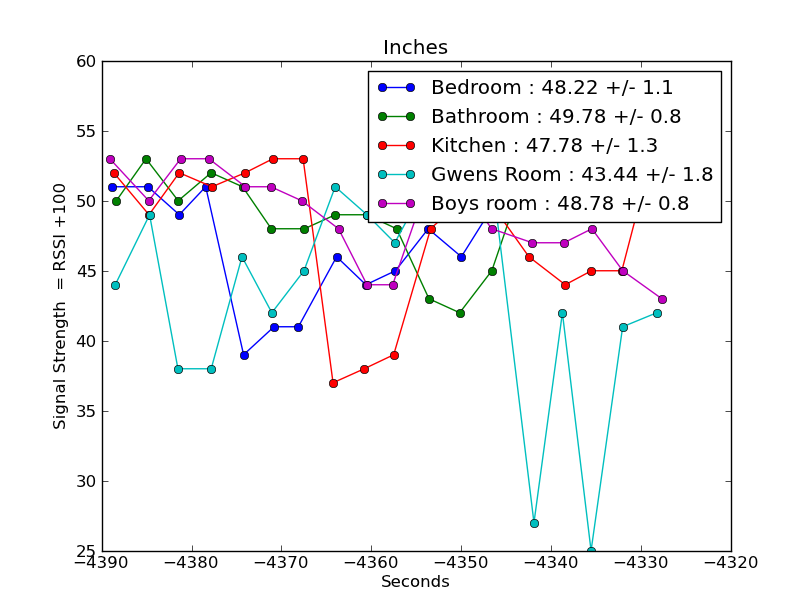 Inches
60
55
50
45
40
35
30
25
Signal Strength = RSSI +100
Bedroom : 48.22 +/- 1.1
Bathroom : 49.78 +/- 0.8
Kitchen : 47.78 +/- 1.3
Gwens Room : 43.44 +/- 1.8
Boys room : 48.78 +/- 0.8
−4390 −4380 −4370 −4360 −4350 −4340 −4330 −4320
Seconds